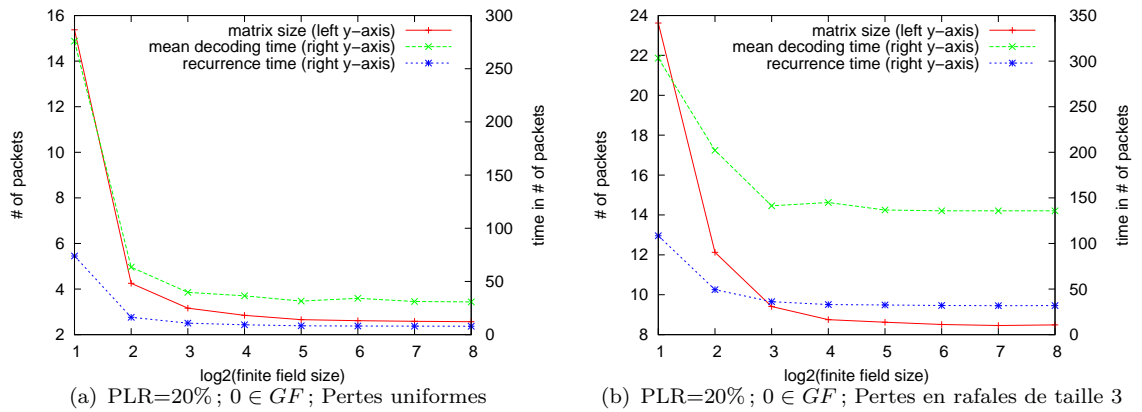 matrix size (left y-axis)
mean decoding time (right y-axis)
recurrence time (right y-axis)
16
14
12
10
8
6
4
2
# of packets
300
250
200
150
100
50
0
time in # of packets
1 2 3 4 5 6 7 8
log2(finite field size)
(a) PLR=20% ; 0 ∈ GF ; Pertes uniformes
matrix size (left y-axis)
mean decoding time (right y-axis)
recurrence time (right y-axis)
24
22
20
18
16
14
12
10
8
# of packets
350
300
250
200
150
100
50
0
time in # of packets
1 2 3 4 5 6 7 8
log2(finite field size)
(b) PLR=20% ; 0 ∈ GF ; Pertes en rafales de taille 3